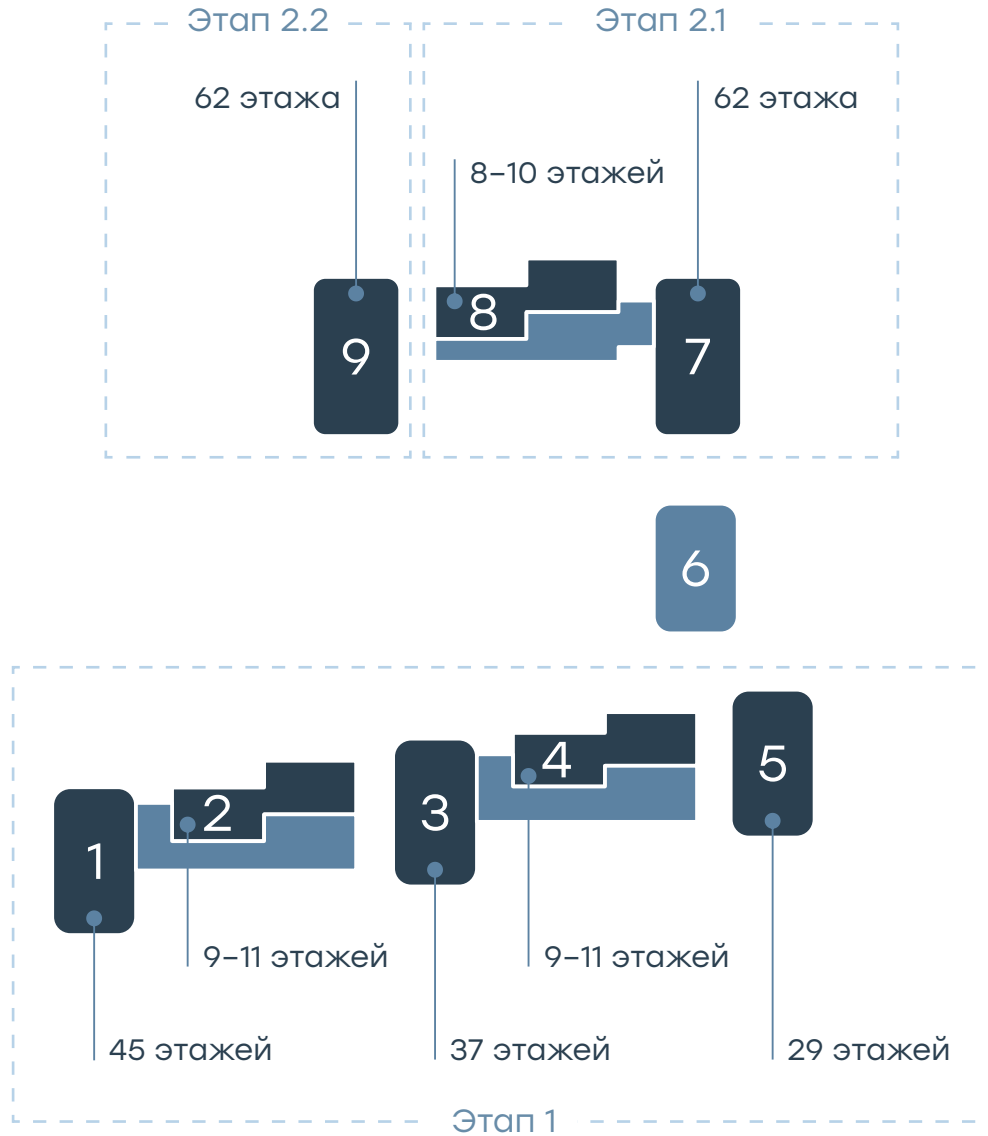 Этап 2.2
Этап 2.1
62 этажа
62 этажа
8–10 этажей
8
9
7
6
4
5
2
3
1
9–11 этажей
9–11 этажей
45 этажей
37 этажей
29 этажей
Этап 1